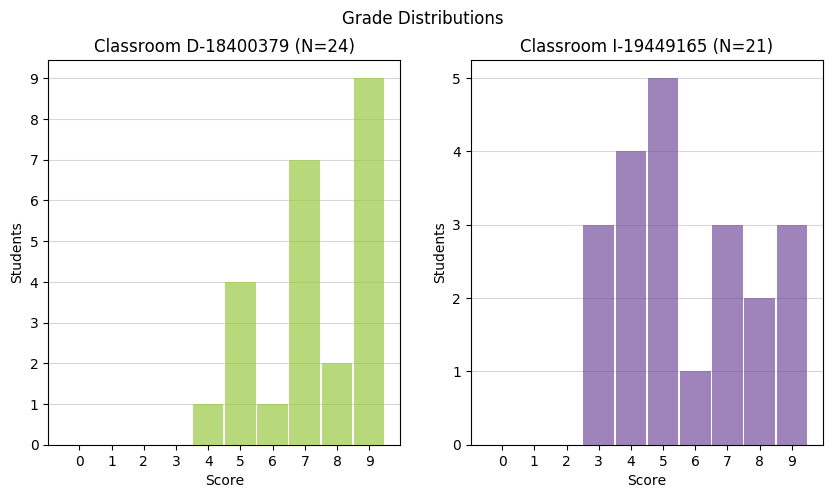 Grade Distributions
Classroom D-18400379 (N=24)
Students
9
8
7
6
5
4
3
2
1
0
0 1 2 3 4 5 6 7 8 9
Score
Classroom I-19449165 (N=21)
Students
5
4
3
2
1
0
0 1 2 3 4 5 6 7 8 9
Score